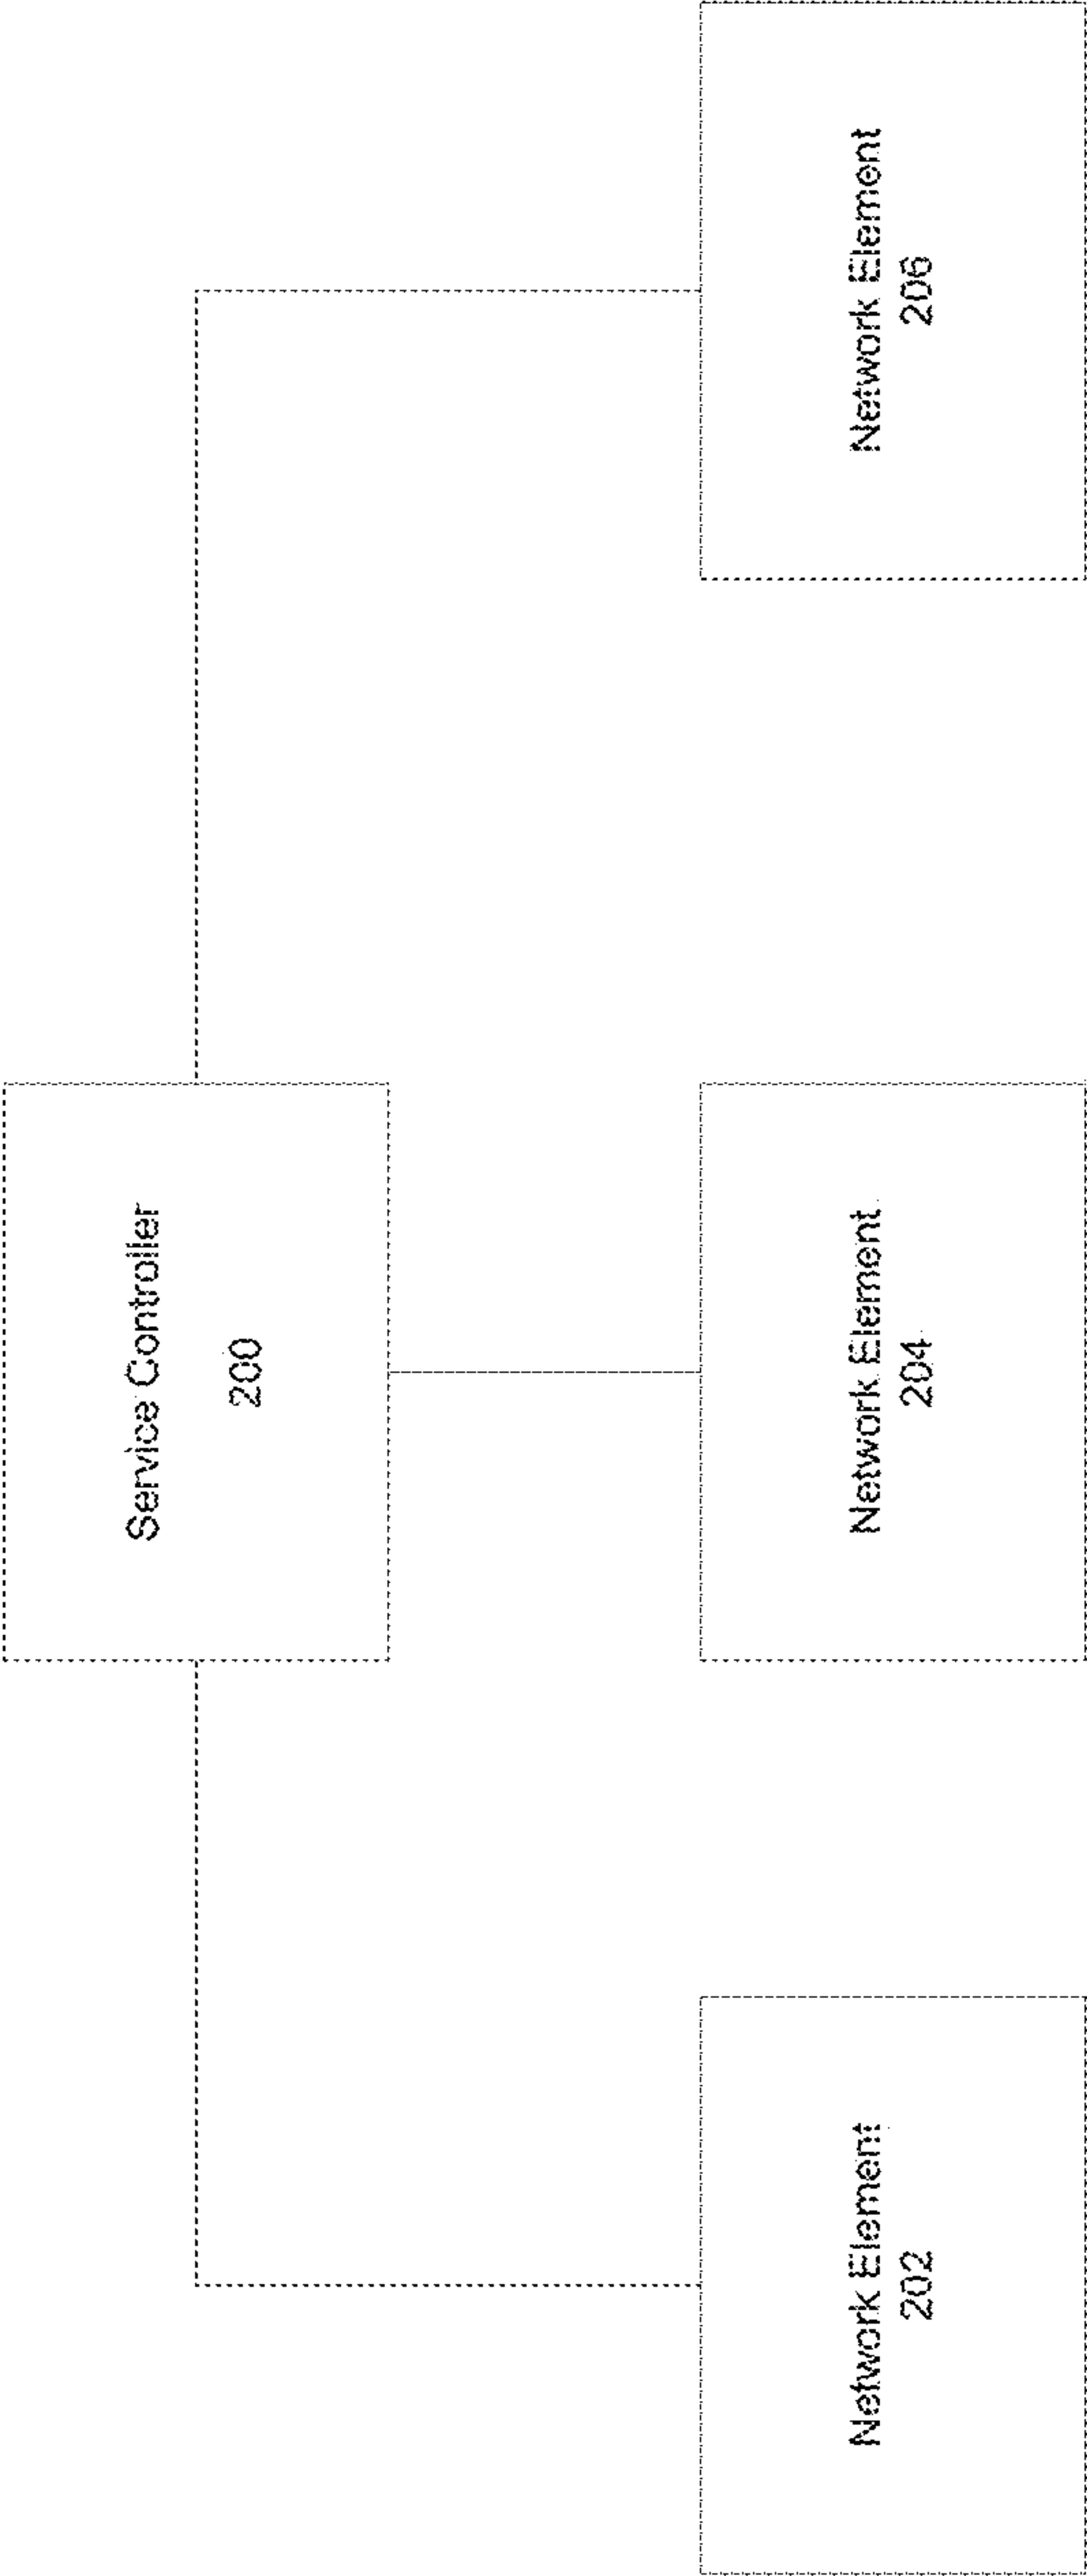 Service Controller
200
Network Element
202
Network Element
204
Network Element
206